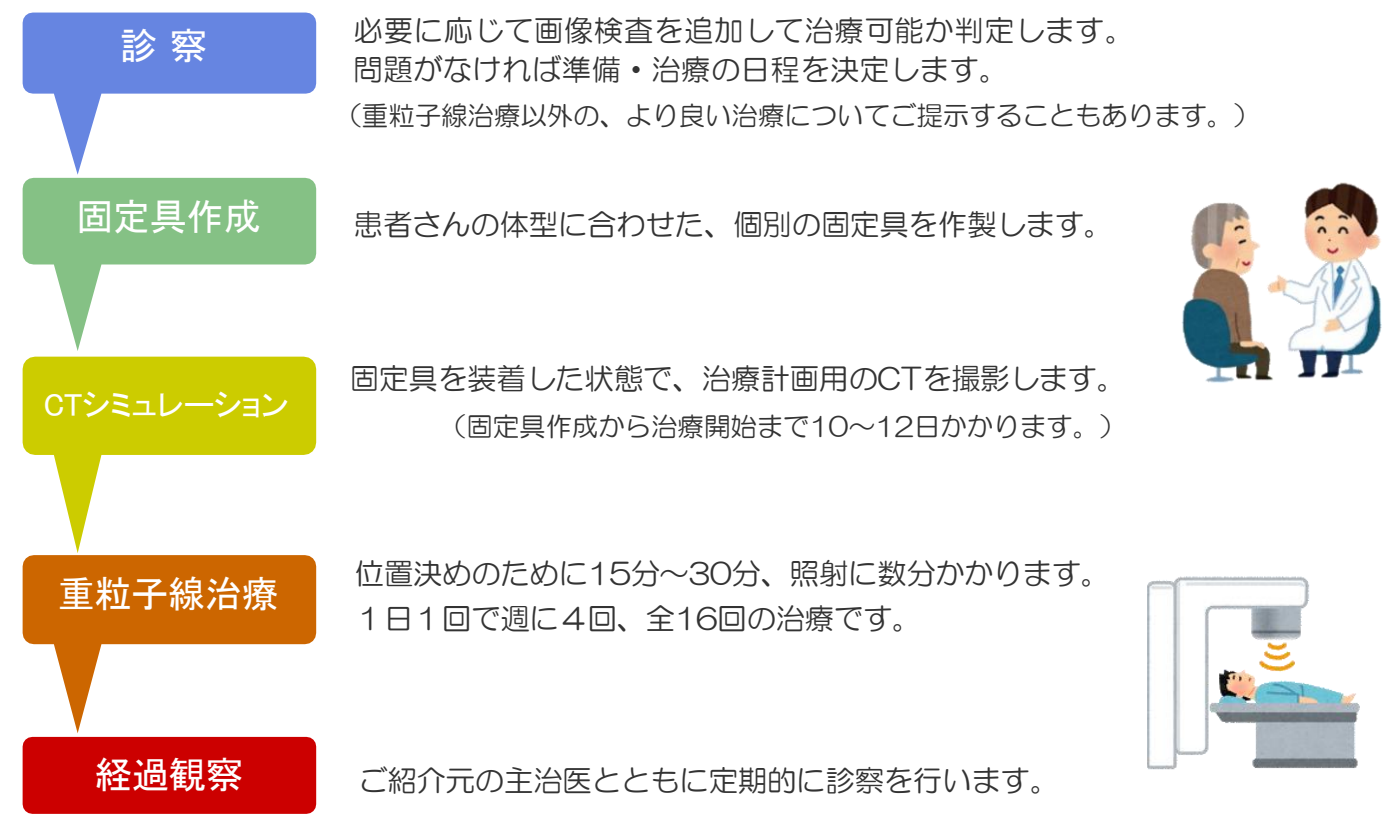 診 察
必要に応じて画像検査を追加して治療可能か判定します。
問題がなければ準備・治療の日程を決定します。
（重粒子線治療以外の、より良い治療についてご提示することもあります。）
固定具作成
患者さんの体型に合わせた、個別の固定具を作製します。
CTシミュレーション
固定具を装着した状態で、治療計画用のCTを撮影します。
（固定具作成から治療開始まで10～12日かかります。）
重粒子線治療
位置決めのために15分～30分、照射に数分かかります。
１日１回で週に４回、全16回の治療です。
経過観察
ご紹介元の主治医とともに定期的に診察を行います。